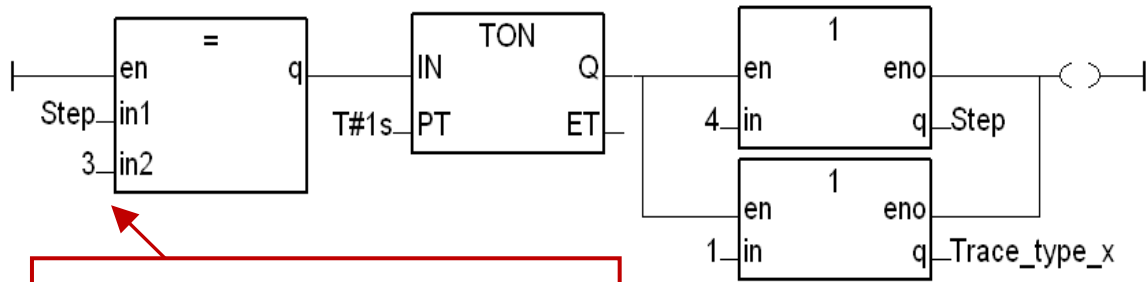 =
TON
1
en q
IN Q
en eno
Step in1
T#1s PT ET
4 in q Step
3 in2
1
en eno
1 in q Trace_type_x